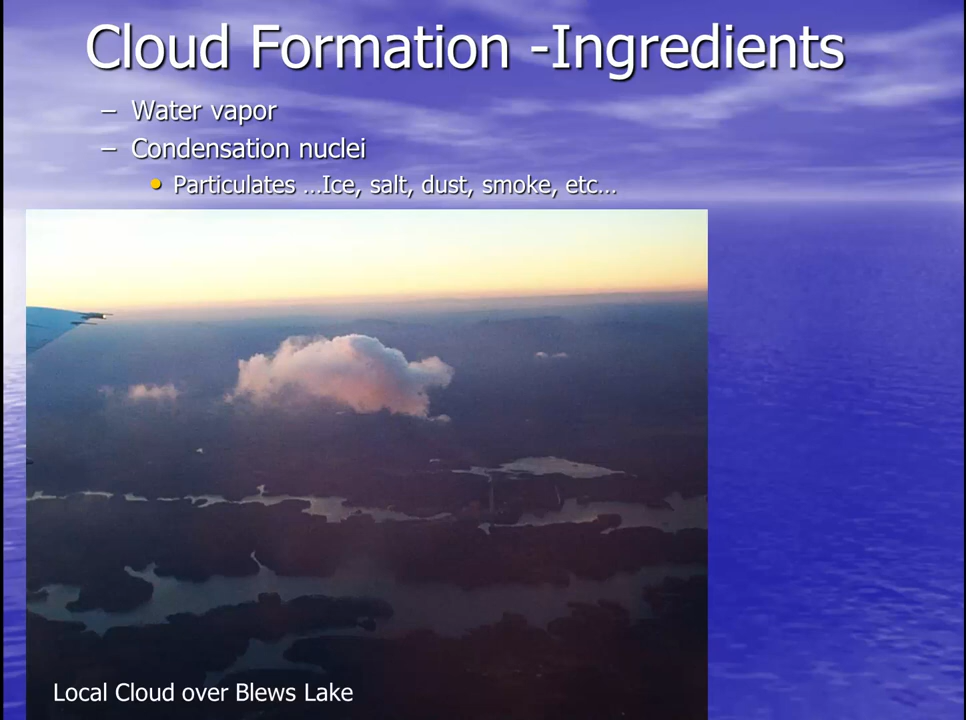 Cloud Formation -Ingredients
– Water vapor
– Condensation nuclei
• Particulates …Ice, salt, dust, smoke, etc…
Local Cloud over Blews Lake